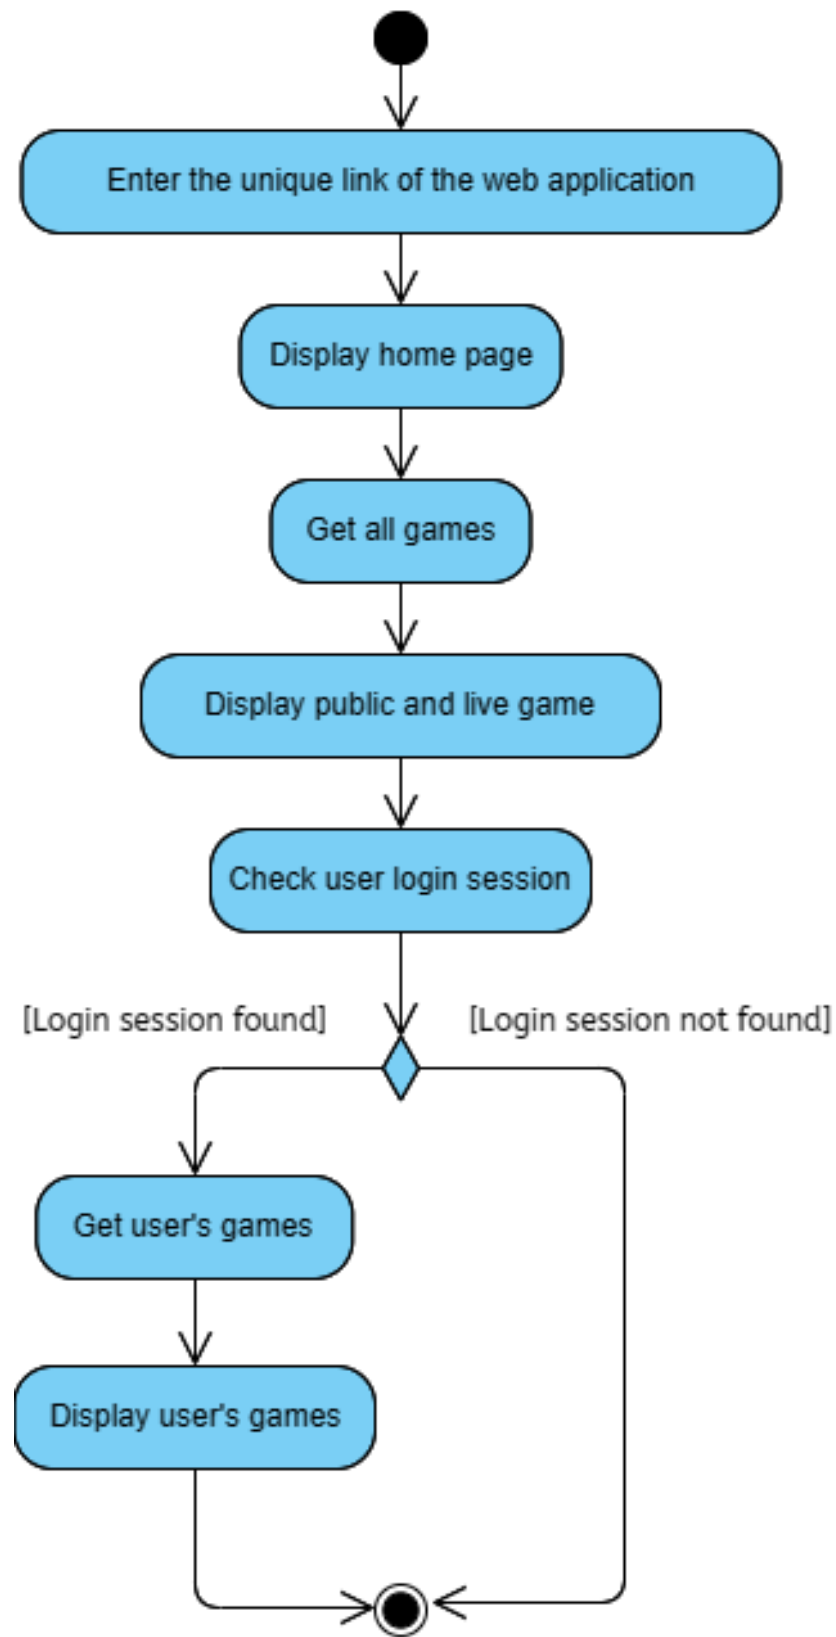 Enter the unique link of the web application
Display home page
Get all games
Display public and live game
Check user login session
[Login session found]
[Login session not found]
Get user's games
Display user's games